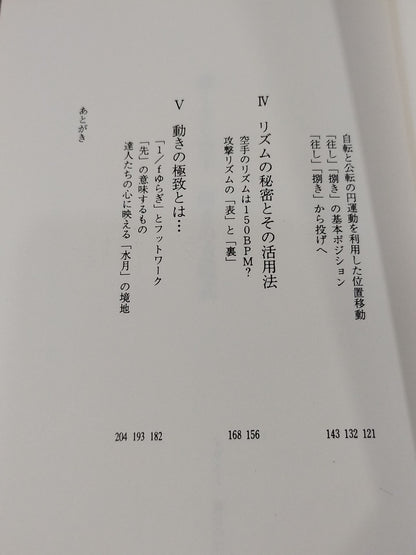 自転と公転の円運動を利用した位置移動 121
「往し」「捌き」の基本ポジション 132
「往し」「捌き」から投げへ 143
Ⅳ リズムの秘密とその活用法
空手のリズムは150BPM? 156
攻撃リズムの「表」と「裏」 168
Ⅴ 動きの極致とは…
「1/fゆらぎ」とフットワーク 182
「先」の意味するもの 193
達人たちの心に映える「水月」の境地 204
あとがき